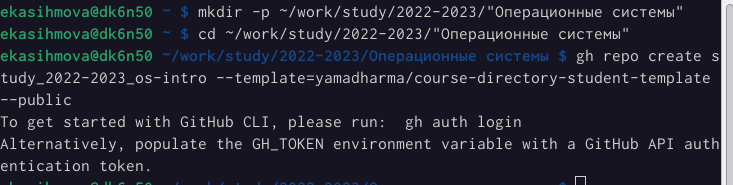 ekasihmova@dk6n50 ~ $ mkdir -p ~/work/study/2022-2023/"Операционные системы"
ekasihmova@dk6n50 ~ $ cd ~/work/study/2022-2023/"Операционные системы"
ekasihmova@dk6n50 ~/work/study/2022-2023/Операционные системы $ gh repo create s
tudy_2022-2023_os-intro --template=yamadharma/course-directory-student-template
--public
To get started with GitHub CLI, please run:  gh auth login
Alternatively, populate the GH_TOKEN environment variable with a GitHub API auth
entication token.